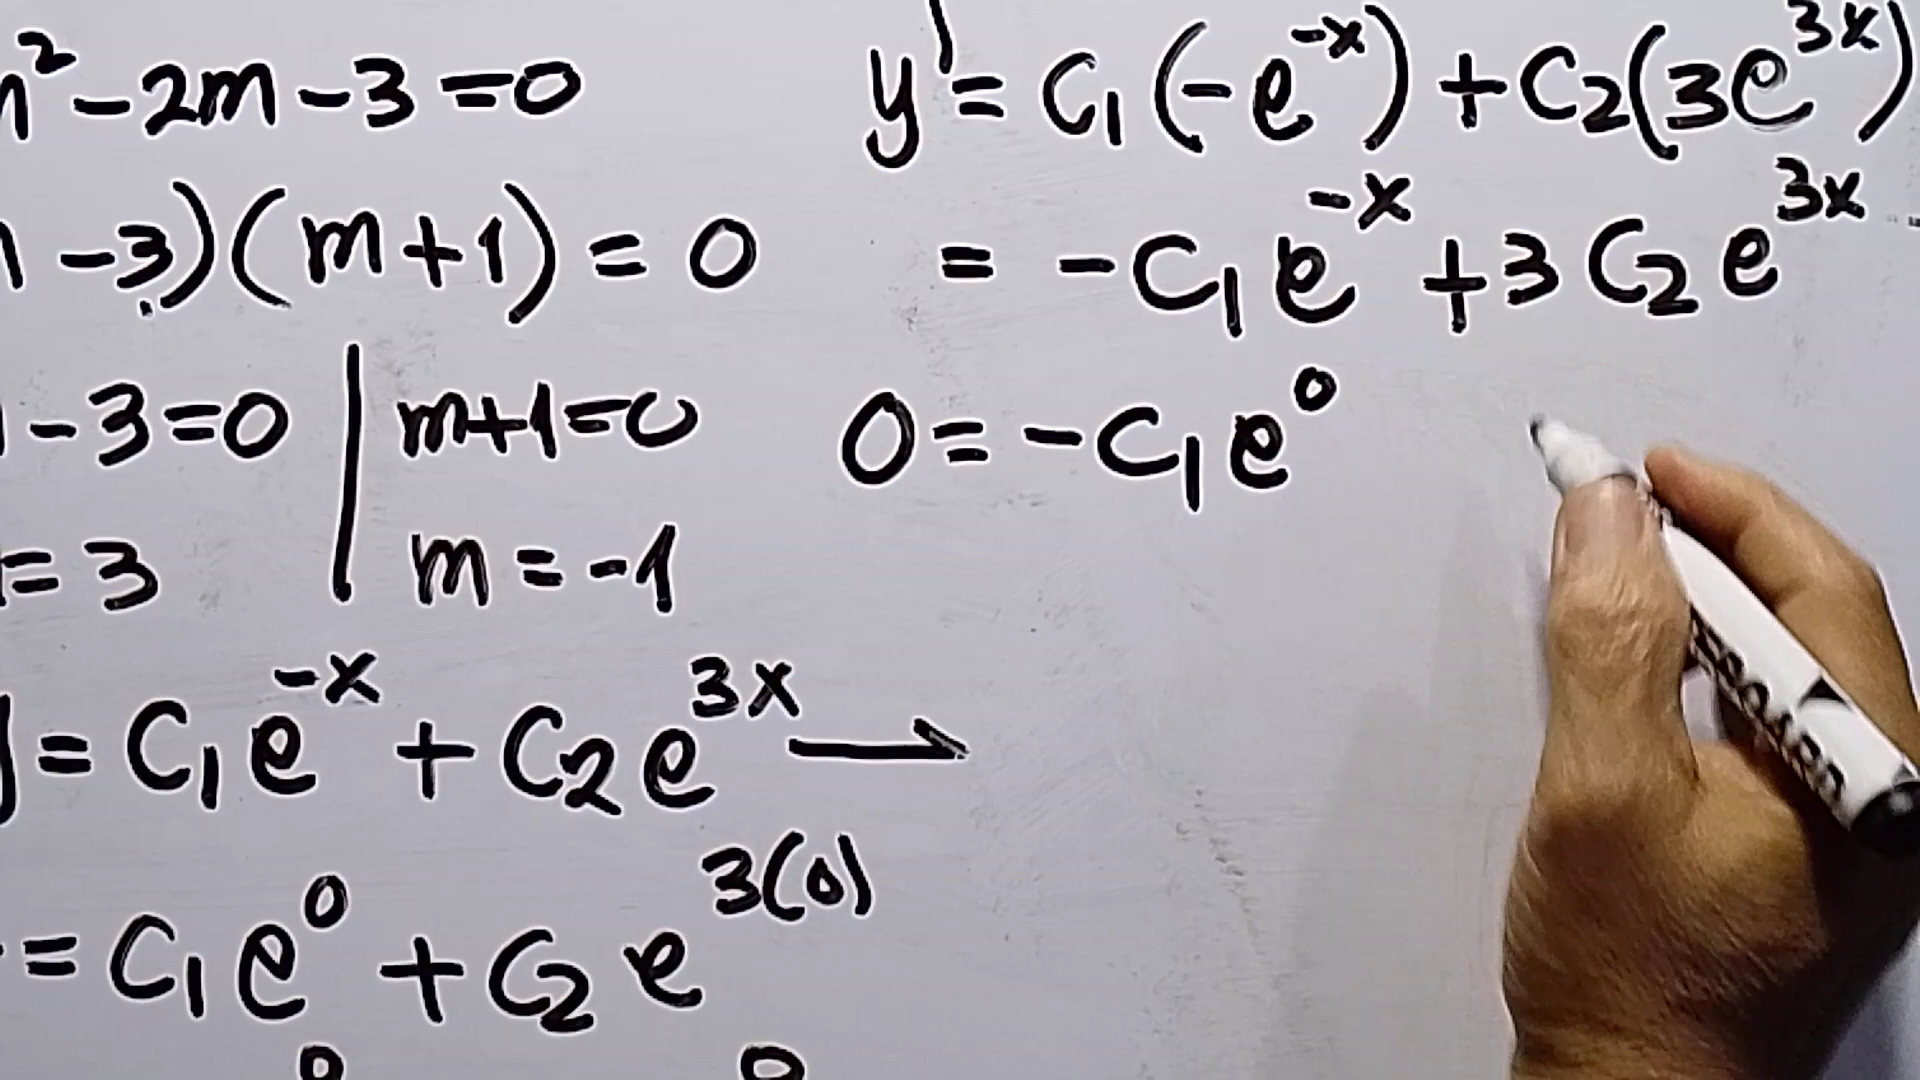 m² - 2m - 3 = 0
- 3)(m + 1) = 0
- 3 = 0 | m + 1 = 0
= 3 | m = -1
y = C₁e⁻ˣ + C₂e³ˣ →
= C₁e⁰ + C₂e³⁽⁰⁾
y' = C₁(-e⁻ˣ) + C₂(3e³ˣ)
= -C₁e⁻ˣ + 3C₂e³ˣ
0 = -C₁e⁰